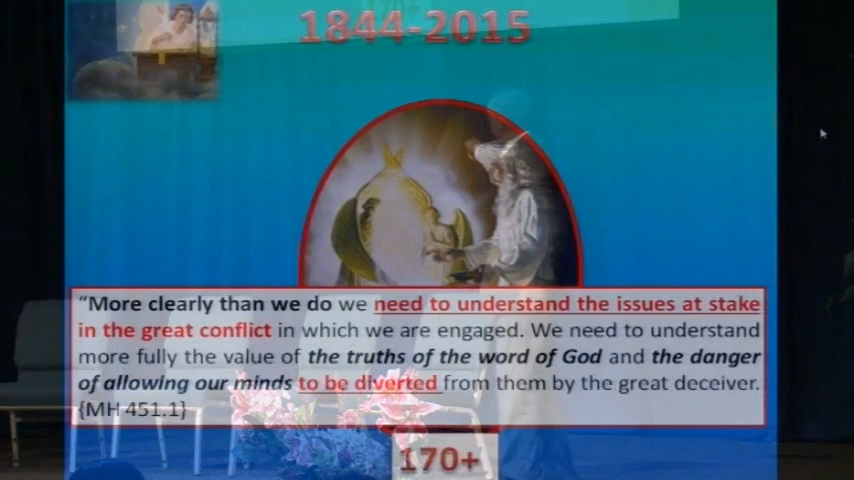 1844-2015
“More clearly than we do we need to understand the issues at stake
in the great conflict in which we are engaged. We need to understand
more fully the value of the truths of the word of God and the danger
of allowing our minds to be diverted from them by the great deceiver.
{MH 451.1}
170+